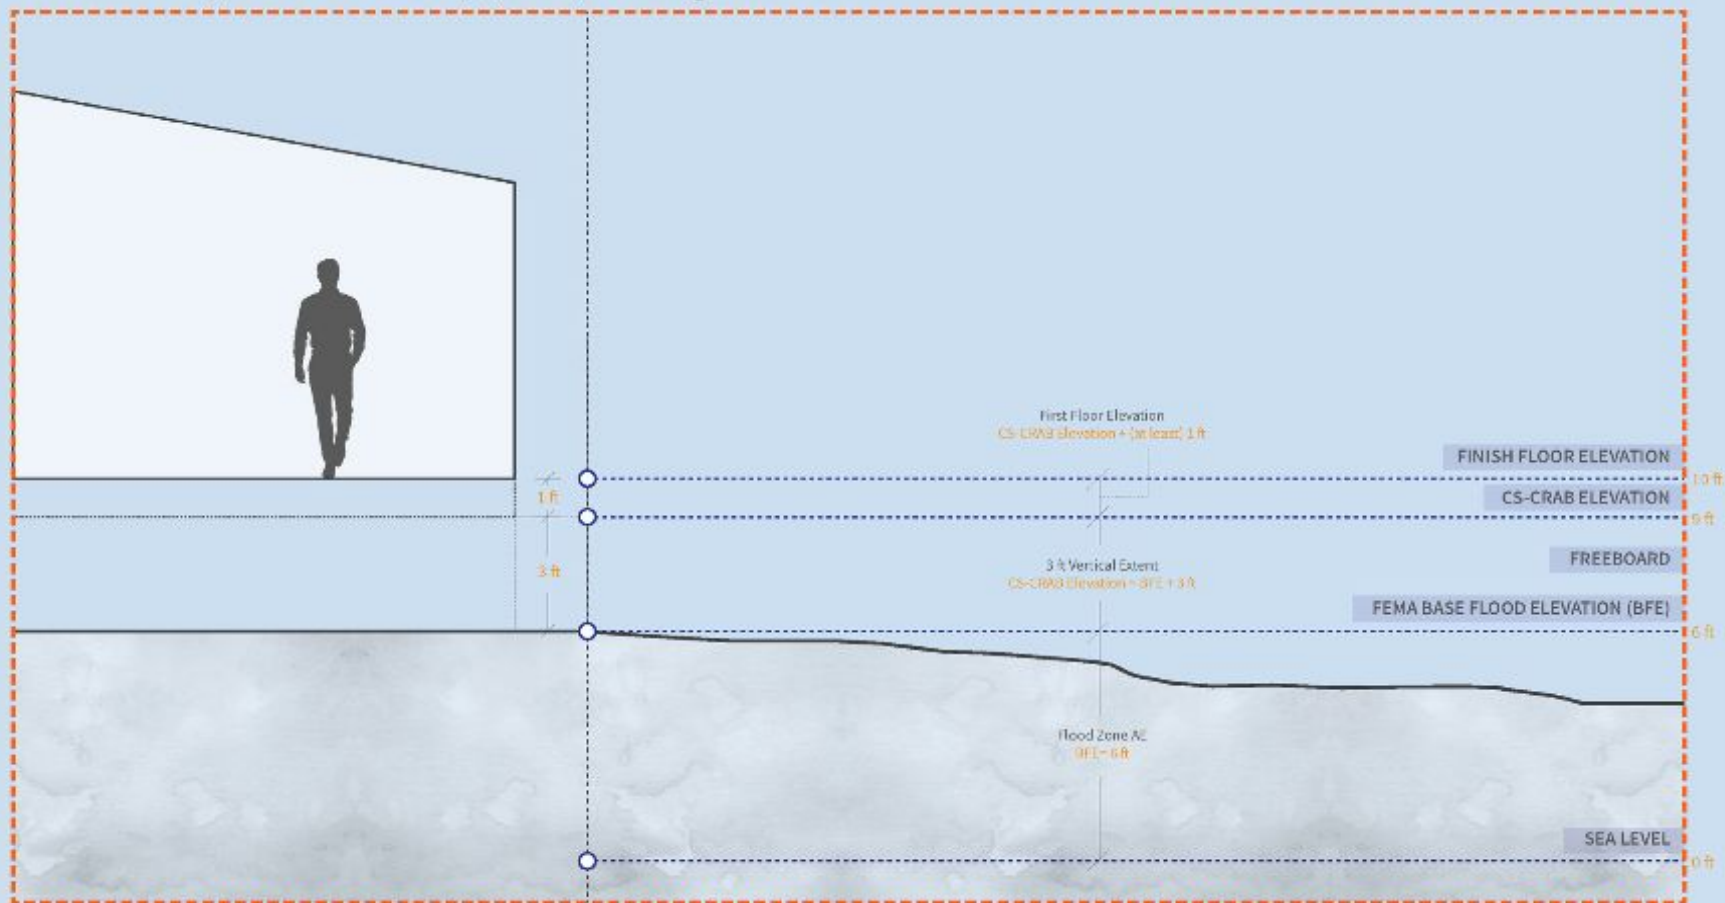 First Floor Elevation
CS-CRAB Elevation + (at least) 1 ft
FINISH FLOOR ELEVATION
10 ft
1 ft
CS-CRAB ELEVATION
9 ft
3 ft
3 ft Vertical Extent
CS-CRAB Elevation = BFE + 3 ft
FREEBOARD
FEMA BASE FLOOD ELEVATION (BFE)
6 ft
Flood Zone AE
BFE = 6 ft
SEA LEVEL
0 ft